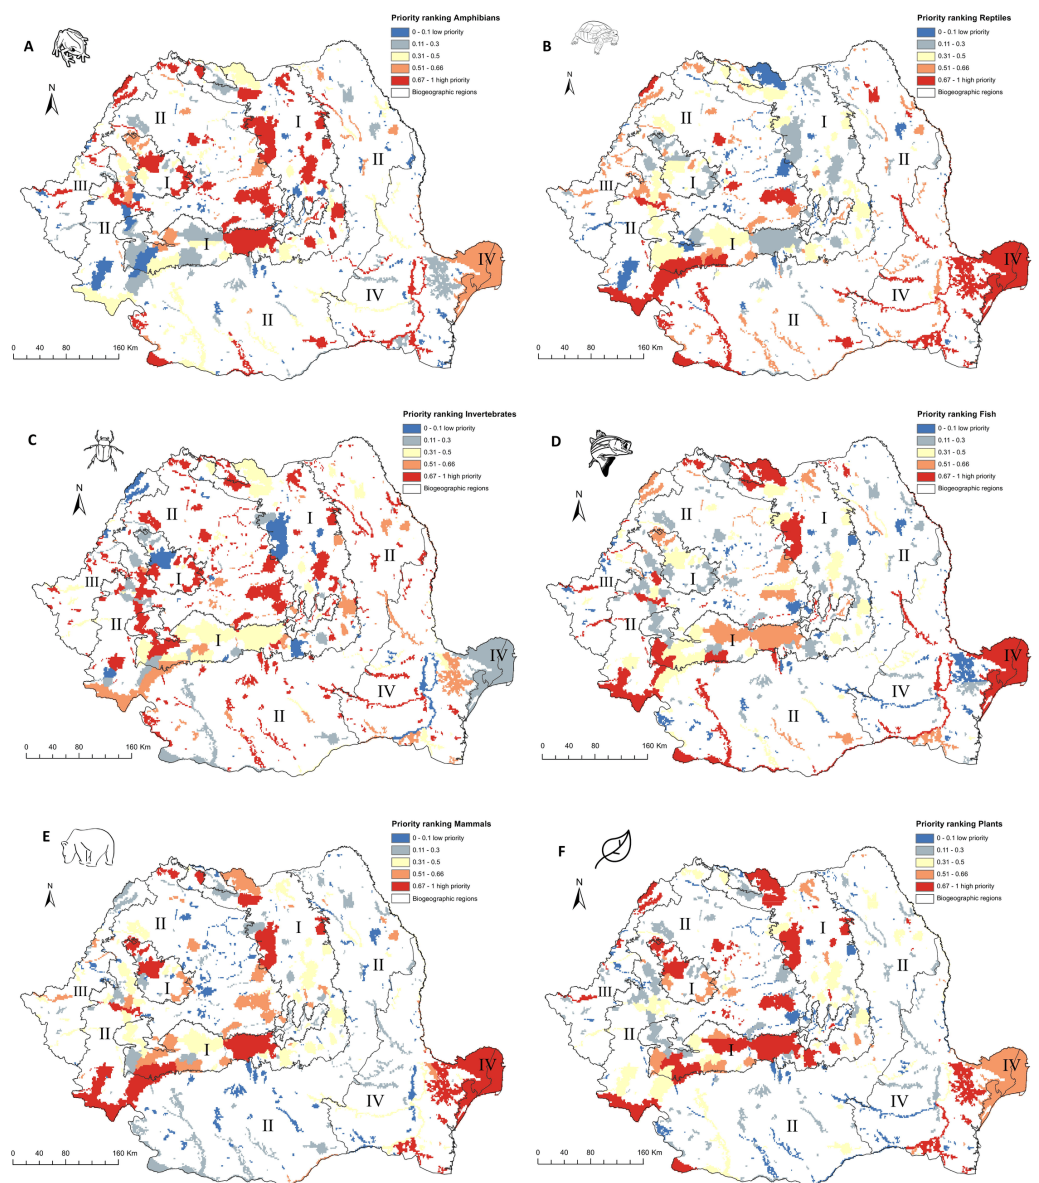 A
Priority ranking Amphibians
0 - 0.1 low priority
0.11 - 0.3
0.31 - 0.5
0.51 - 0.66
0.67 - 1 high priority
Biogeographic regions
N
II
I
II
III
I
II
I
IV
IV
II
0 40 80 160 Km
B
Priority ranking Reptiles
0 - 0.1 low priority
0.11 - 0.3
0.31 - 0.5
0.51 - 0.66
0.67 - 1 high priority
Biogeographic regions
N
II
I
II
III
I
II
I
IV
IV
II
0 40 80 160 Km
C
Priority ranking Invertebrates
0 - 0.1 low priority
0.11 - 0.3
0.31 - 0.5
0.51 - 0.66
0.67 - 1 high priority
Biogeographic regions
N
II
I
II
III
I
II
I
IV
IV
II
0 40 80 160 Km
D
Priority ranking Fish
0 - 0.1 low priority
0.11 - 0.3
0.31 - 0.5
0.51 - 0.66
0.67 - 1 high priority
Biogeographic regions
N
II
I
II
III
I
II
I
IV
IV
II
0 40 80 160 Km
E
Priority ranking Mammals
0 - 0.1 low priority
0.11 - 0.3
0.31 - 0.5
0.51 - 0.66
0.67 - 1 high priority
Biogeographic regions
N
II
I
II
III
I
II
I
IV
IV
II
0 40 80 160 Km
F
Priority ranking Plants
0 - 0.1 low priority
0.11 - 0.3
0.31 - 0.5
0.51 - 0.66
0.67 - 1 high priority
Biogeographic regions
N
II
I
II
III
I
II
I
IV
IV
II
0 40 80 160 Km